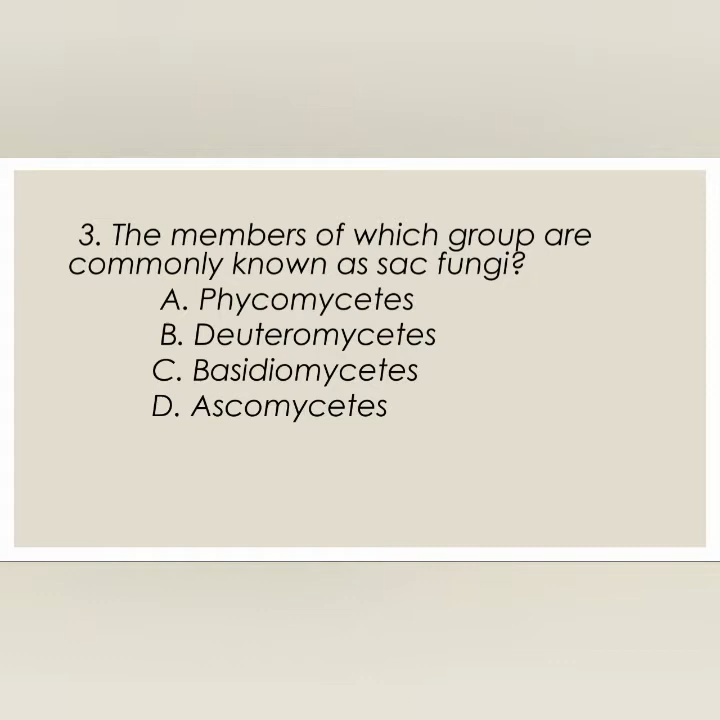 3. The members of which group are
commonly known as sac fungi?
A. Phycomycetes
B. Deuteromycetes
C. Basidiomycetes
D. Ascomycetes